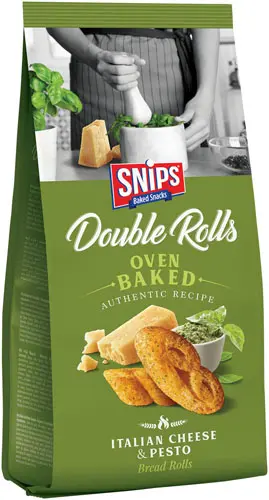 SNIPS
Baked Snacks
Double Rolls
OVEN
BAKED
AUTHENTIC RECIPE
ITALIAN CHEESE
& PESTO
Bread Rolls